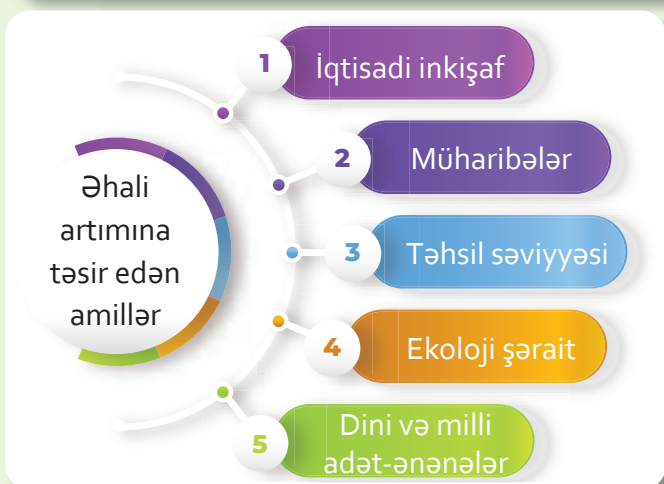 Əhali
artımına
təsir edən
amillər
1 İqtisadi inkişaf
2 Müharibələr
3 Təhsil səviyyəsi
4 Ekoloji şərait
5 Dini və milli
adət-ənənələr